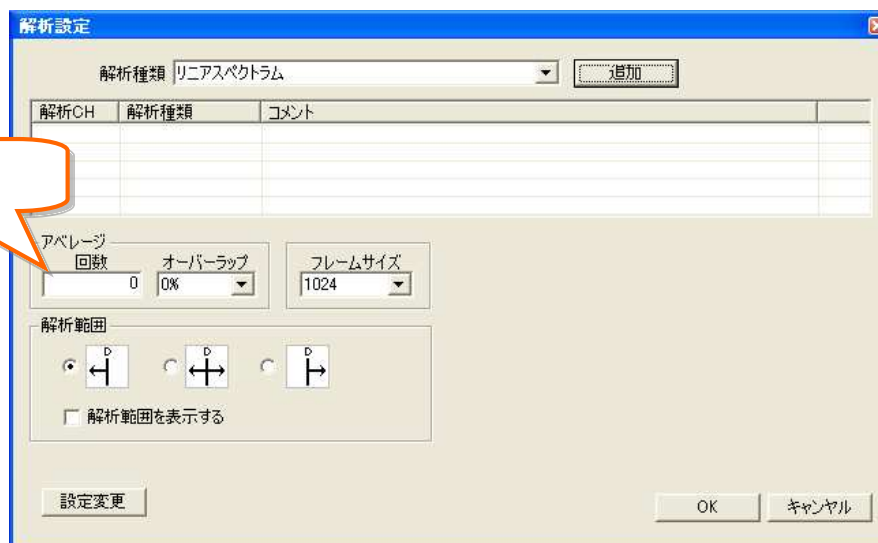 解析設定
解析種類 リニアスペクトラム 追加
解析CH 解析種類 コメント
アベレージ
回数 オーバーラップ フレームサイズ
0 0% 1024
解析範囲
D D D
解析範囲を表示する
設定変更 OK キャンセル